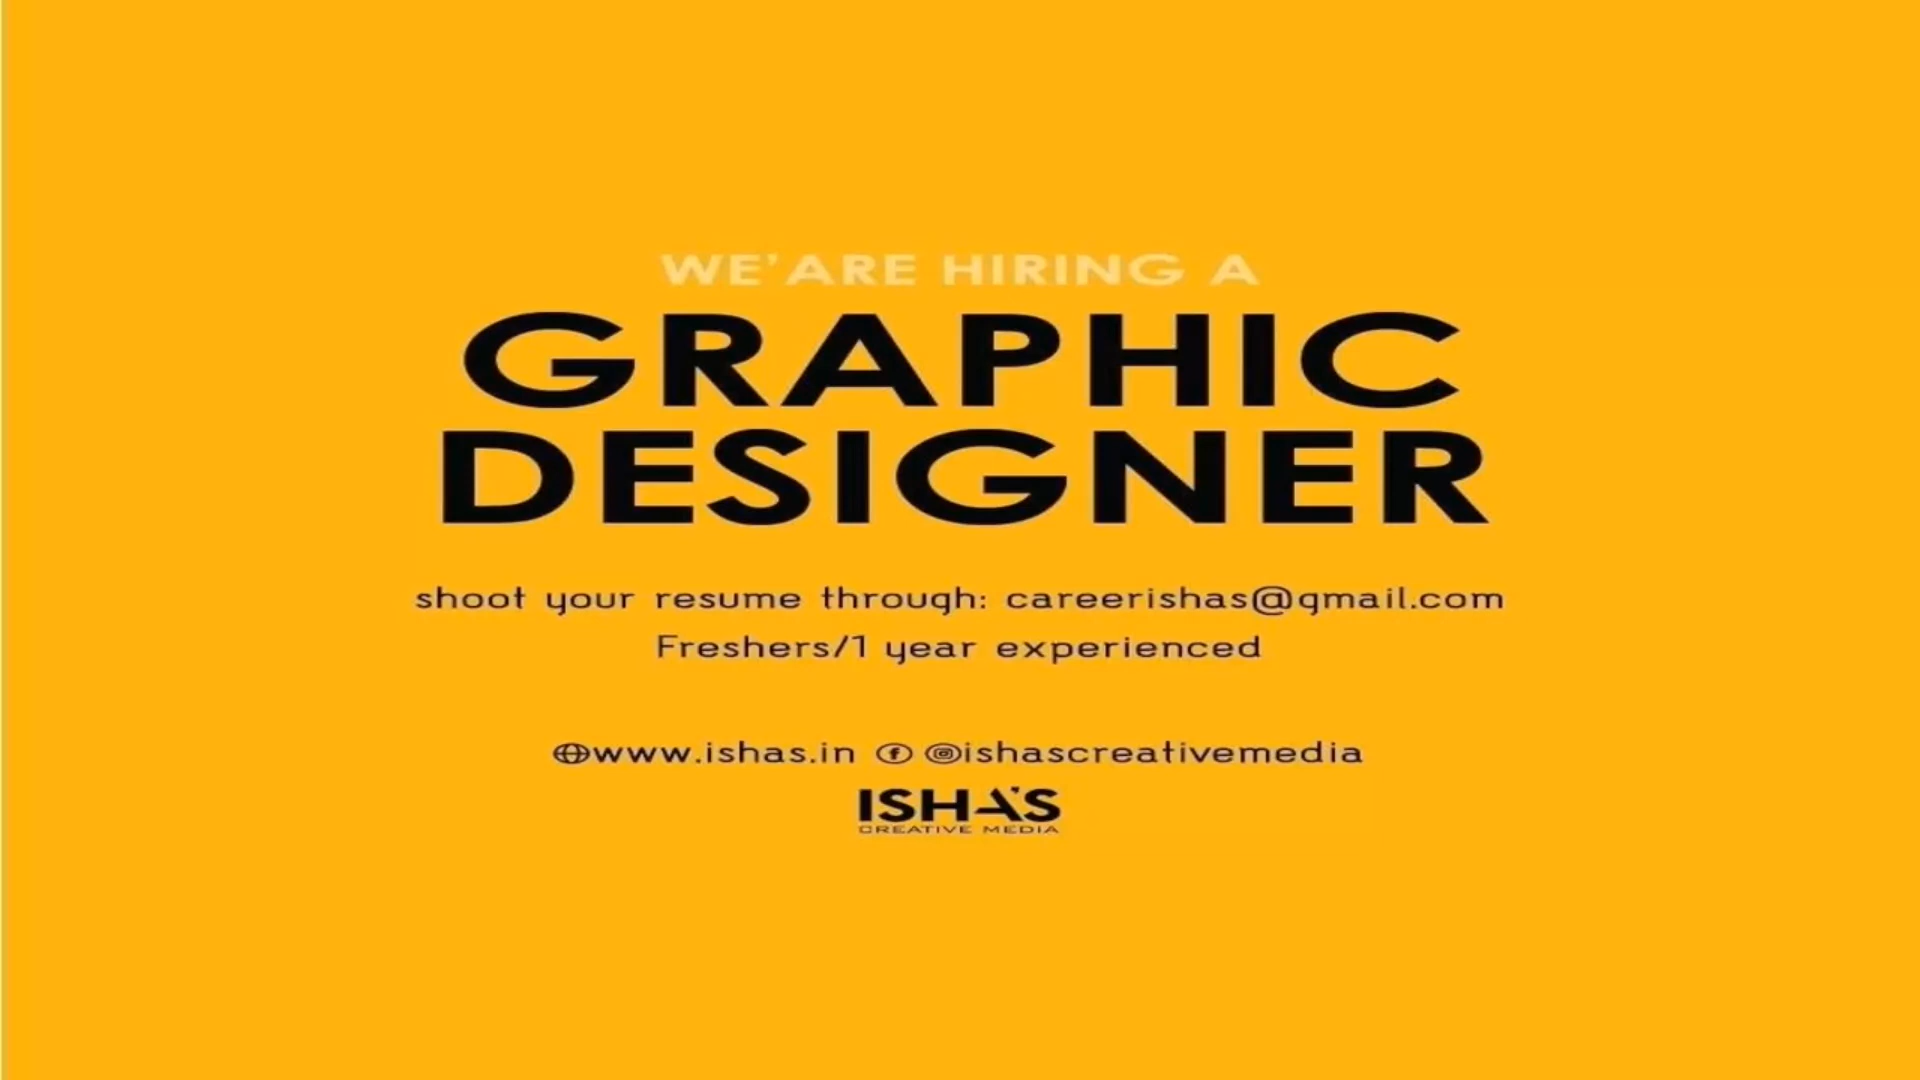 WE'ARE HIRING A
GRAPHIC
DESIGNER
shoot your resume through: careerishas@gmail.com
Freshers/1 year experienced
www.ishas.in @ishascreativemedia
ISHA'S
CREATIVE MEDIA